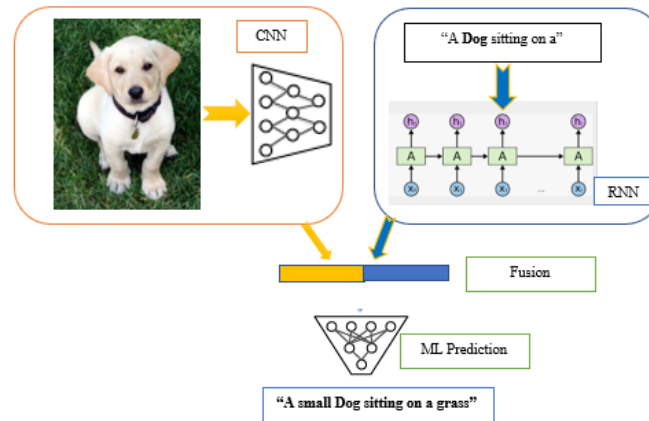 CNN
“A Dog sitting on a”
A A A A
... 
RNN
Fusion
ML Prediction
“A small Dog sitting on a grass”